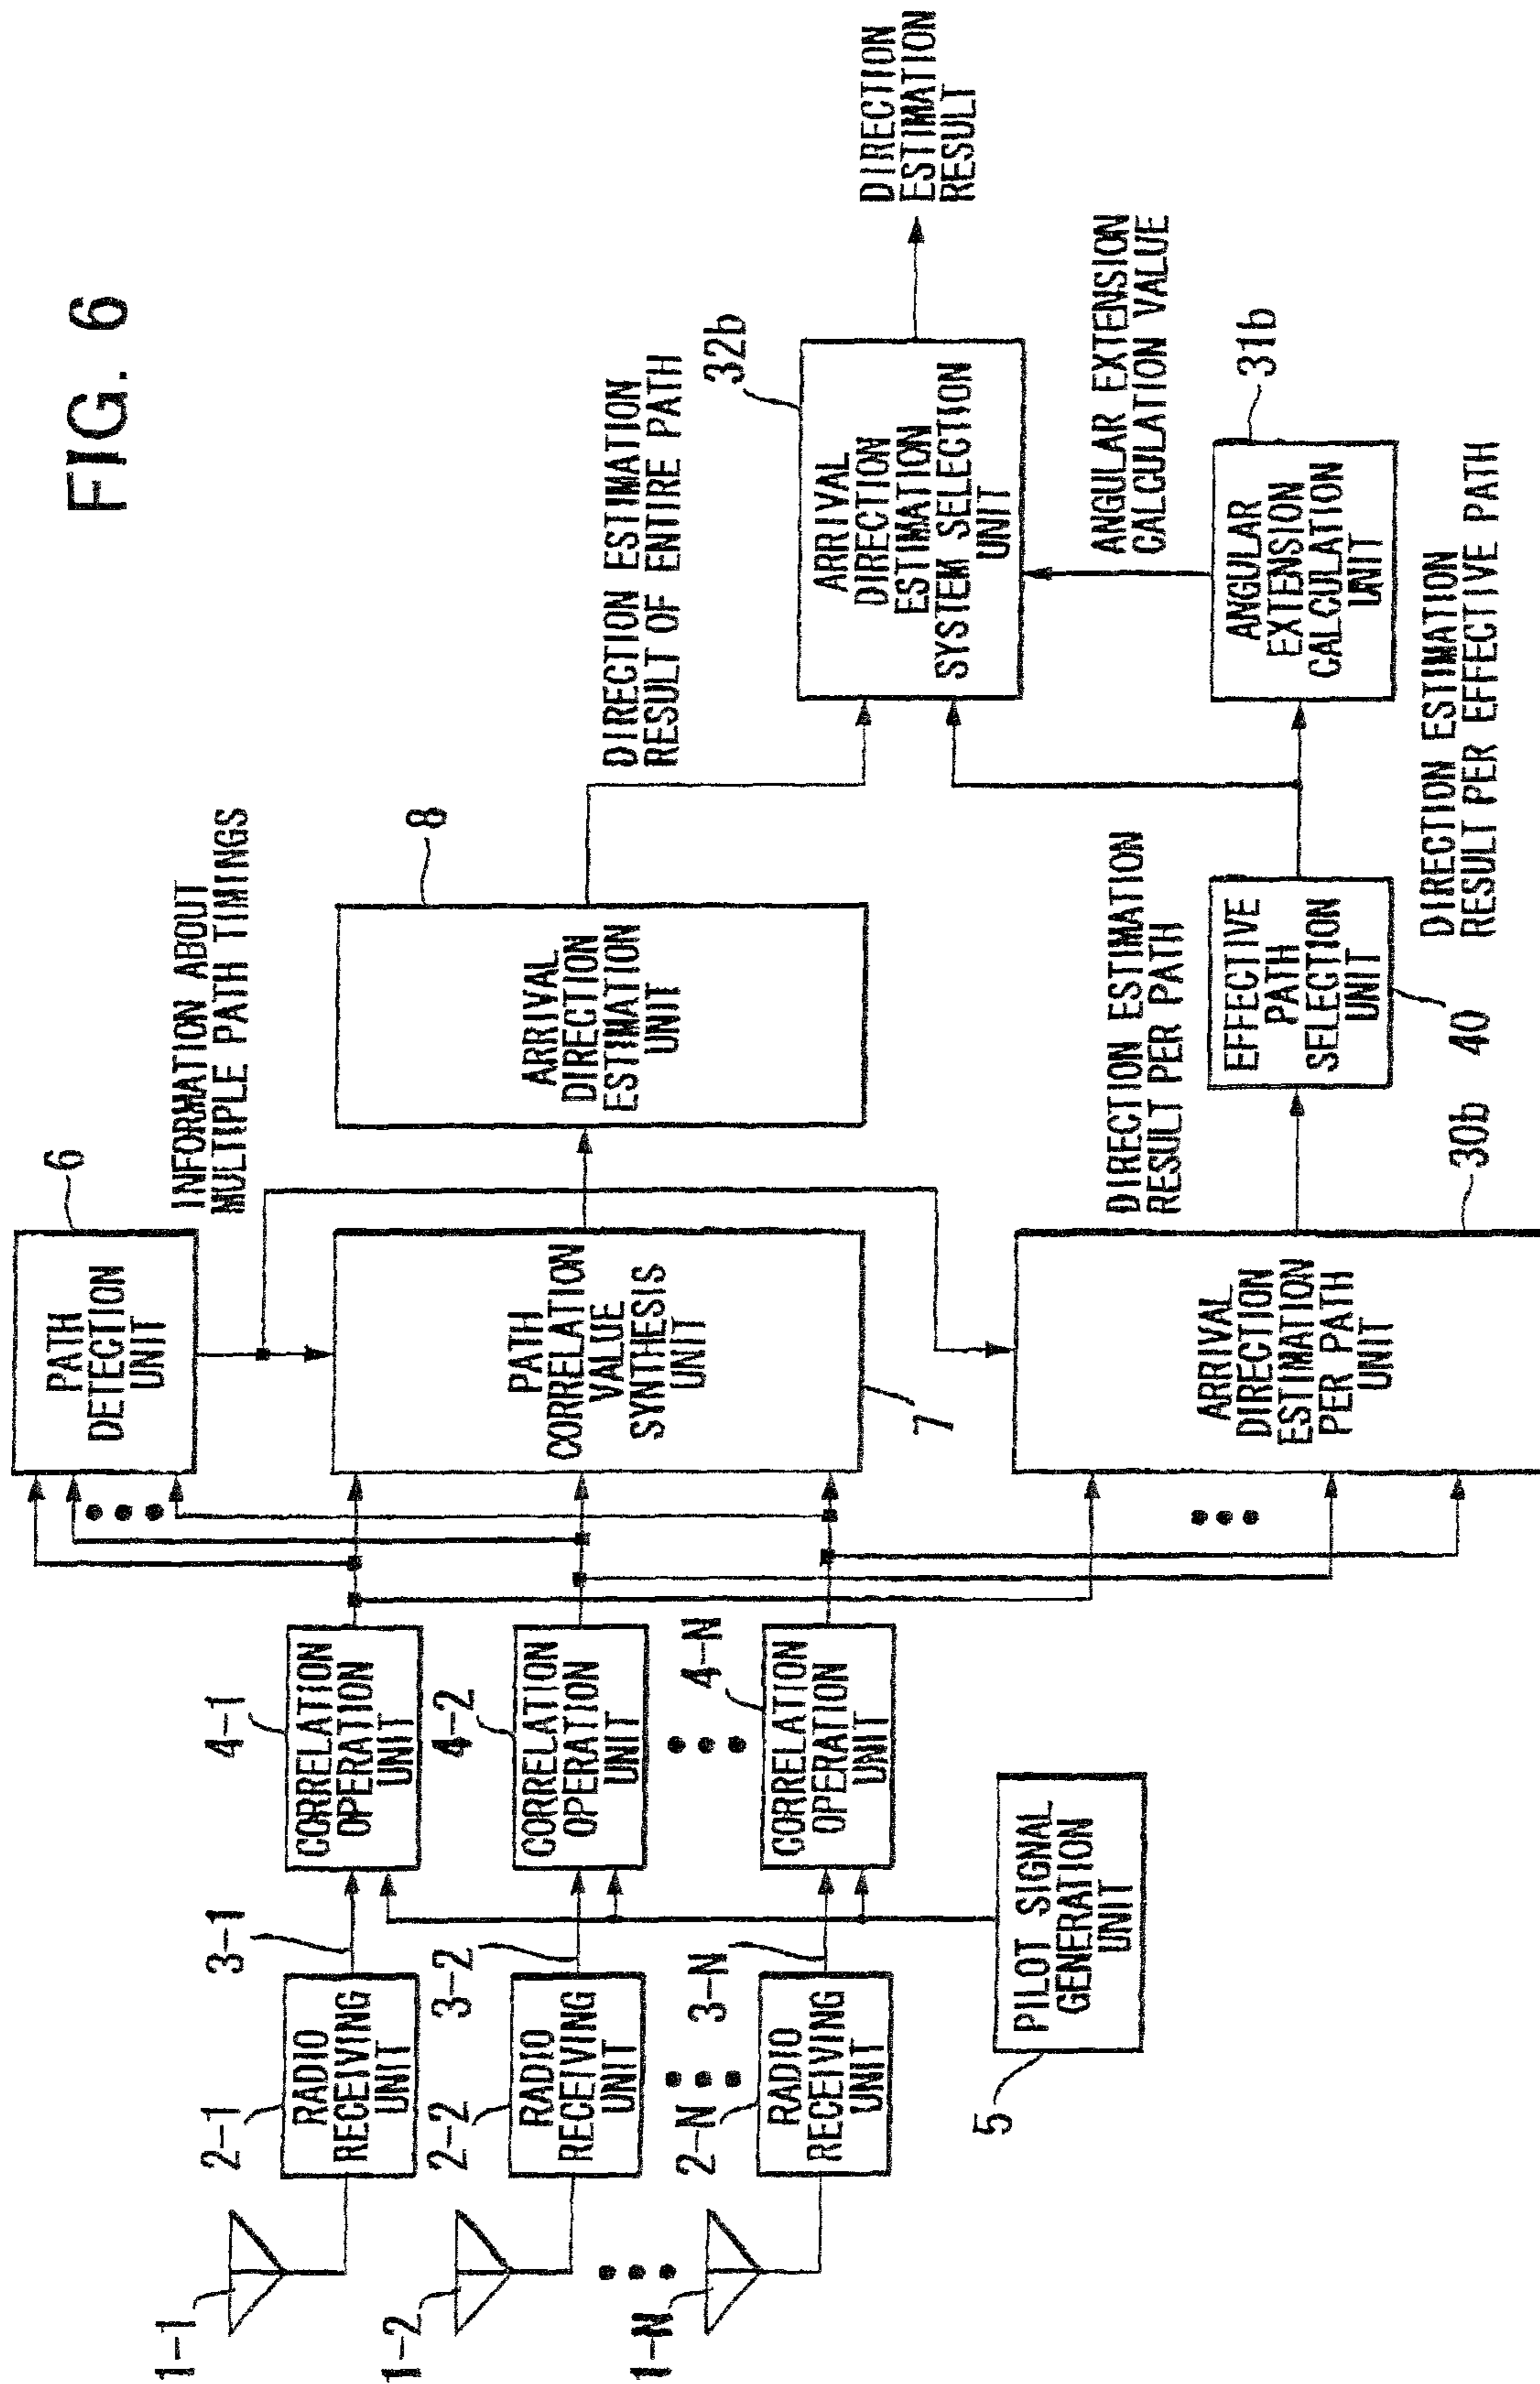 FIG. 6
1-1
2-1
RADIO
RECEIVING
UNIT
3-1
4-1
CORRELATION
OPERATION
UNIT
1-2
2-2
RADIO
RECEIVING
UNIT
3-2
4-2
CORRELATION
OPERATION
UNIT
1-N
2-N
RADIO
RECEIVING
UNIT
3-N
4-N
CORRELATION
OPERATION
UNIT
5
PILOT SIGNAL
GENERATION
UNIT
6
PATH
DETECTION
UNIT
INFORMATION ABOUT
MULTIPLE PATH TIMINGS
PATH
CORRELATION
VALUE
SYNTHESIS
UNIT
7
8
ARRIVAL
DIRECTION
ESTIMATION
UNIT
DIRECTION ESTIMATION
RESULT OF ENTIRE PATH
ARRIVAL
DIRECTION
ESTIMATION
PER PATH
UNIT
30b
DIRECTION ESTIMATION
RESULT PER PATH
EFFECTIVE
PATH
SELECTION
UNIT
40
DIRECTION ESTIMATION
RESULT PER EFFECTIVE PATH
ANGULAR
EXTENSION
CALCULATION
UNIT
31b
ANGULAR EXTENSION
CALCULATION VALUE
32b
ARRIVAL
DIRECTION
ESTIMATION
SYSTEM SELECTION
UNIT
DIRECTION
ESTIMATION
RESULT